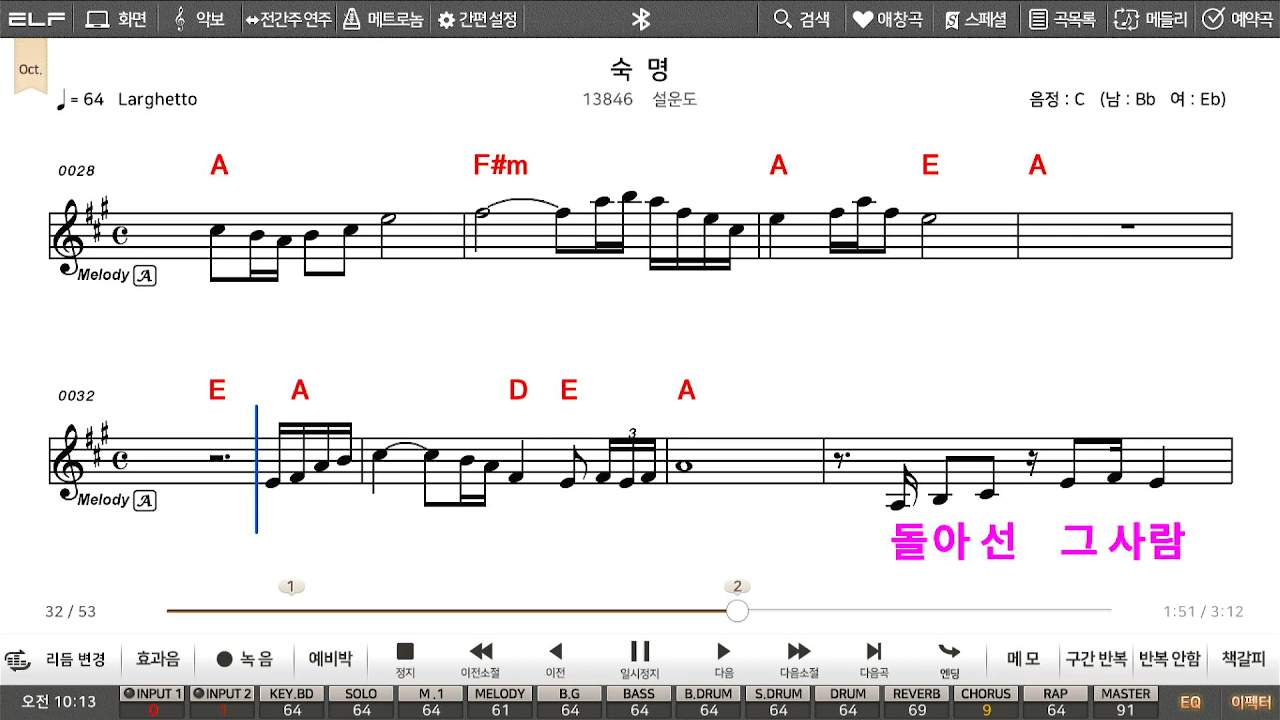 ELF 화면 악보 전간주 연주 메트로놈 간편 설정 검색 애창곡 스페셜 곡목록 메들리 예약곡
Oct.
숙 명
= 64 Larghetto
13846 설운도
음정 : C (남 : Bb 여 : Eb)
0028 A F#m A E A
Melody A
0032 E A D E A
3
Melody A
돌아 선 그 사람
1 2
32 / 53
1:51 / 3:12
리듬 변경 효과음 녹 음 예비박 정지 이전소절 이전 일시정지 다음 다음소절 다음곡 엔딩 메 모 구간 반복 반복 안함 책갈피
오전 10:13 INPUT 1 INPUT 2 KEY.BD SOLO M .1 MELODY B,G BASS B,DRUM S,DRUM DRUM REVERB CHORUS RAP MASTER EQ 이펙터
0 1 64 64 64 61 64 64 64 64 64 69 9 64 91